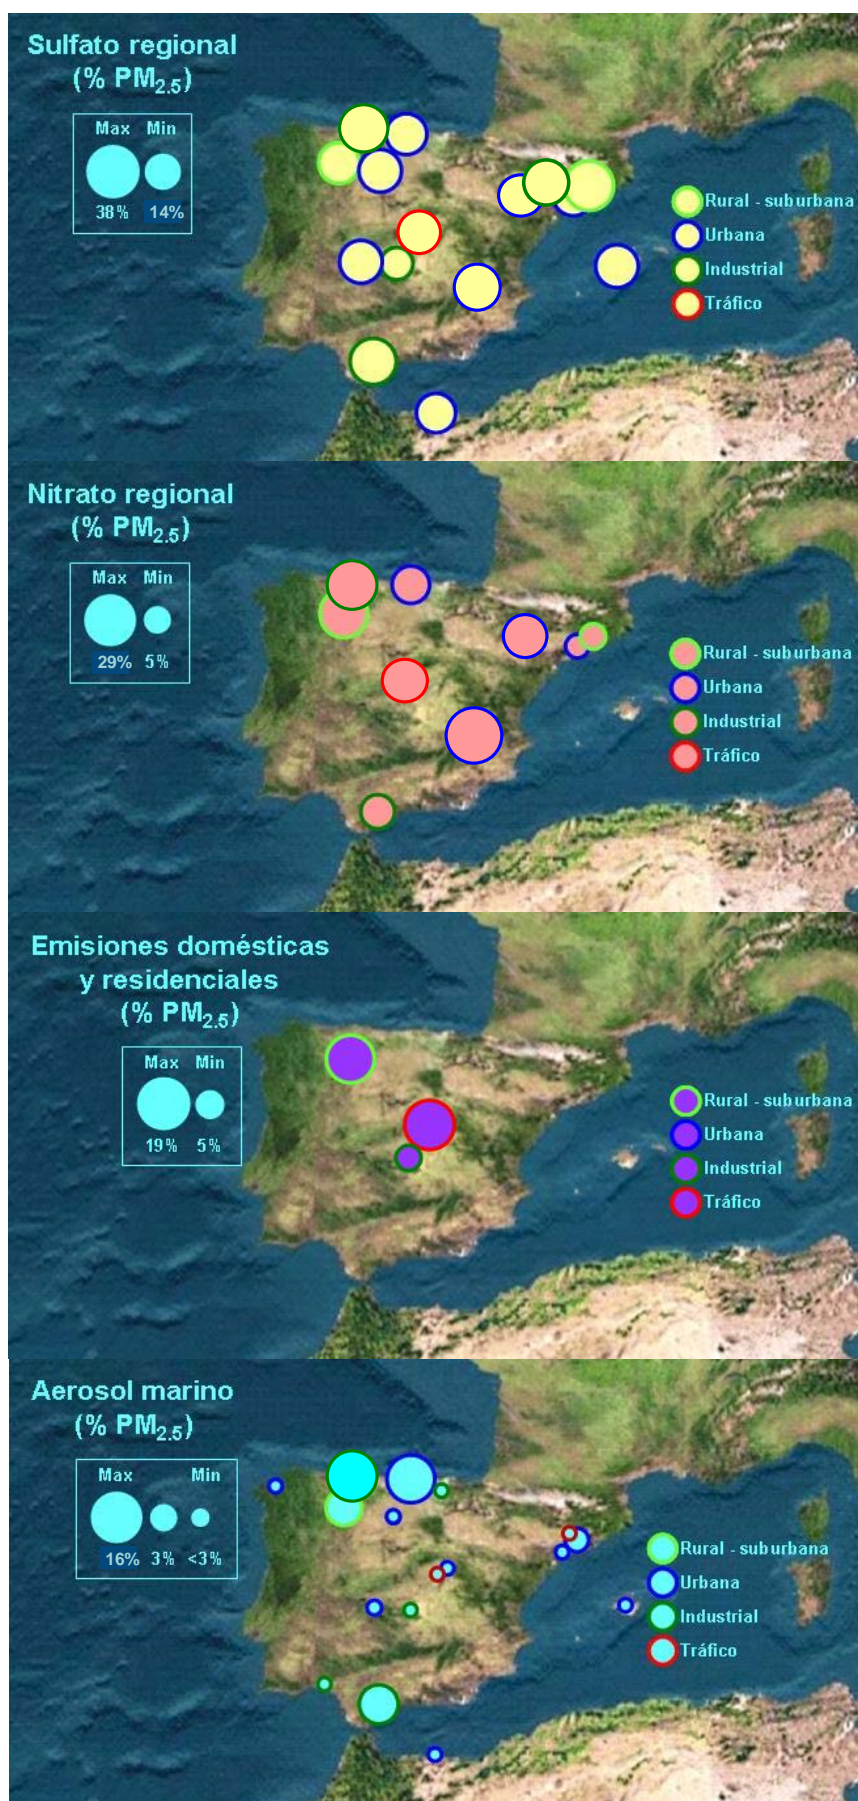 Sulfato regional
(% PM2.5)
Max Min
38% 14%
Rural - suburbana
Urbana
Industrial
Tráfico
Nitrato regional
(% PM2.5)
Max Min
29% 5%
Rural - suburbana
Urbana
Industrial
Tráfico
Emisiones domésticas
y residenciales
(% PM2.5)
Max Min
19% 5%
Rural - suburbana
Urbana
Industrial
Tráfico
Aerosol marino
(% PM2.5)
Max Min
16% 3% <3%
Rural - suburbana
Urbana
Industrial
Tráfico